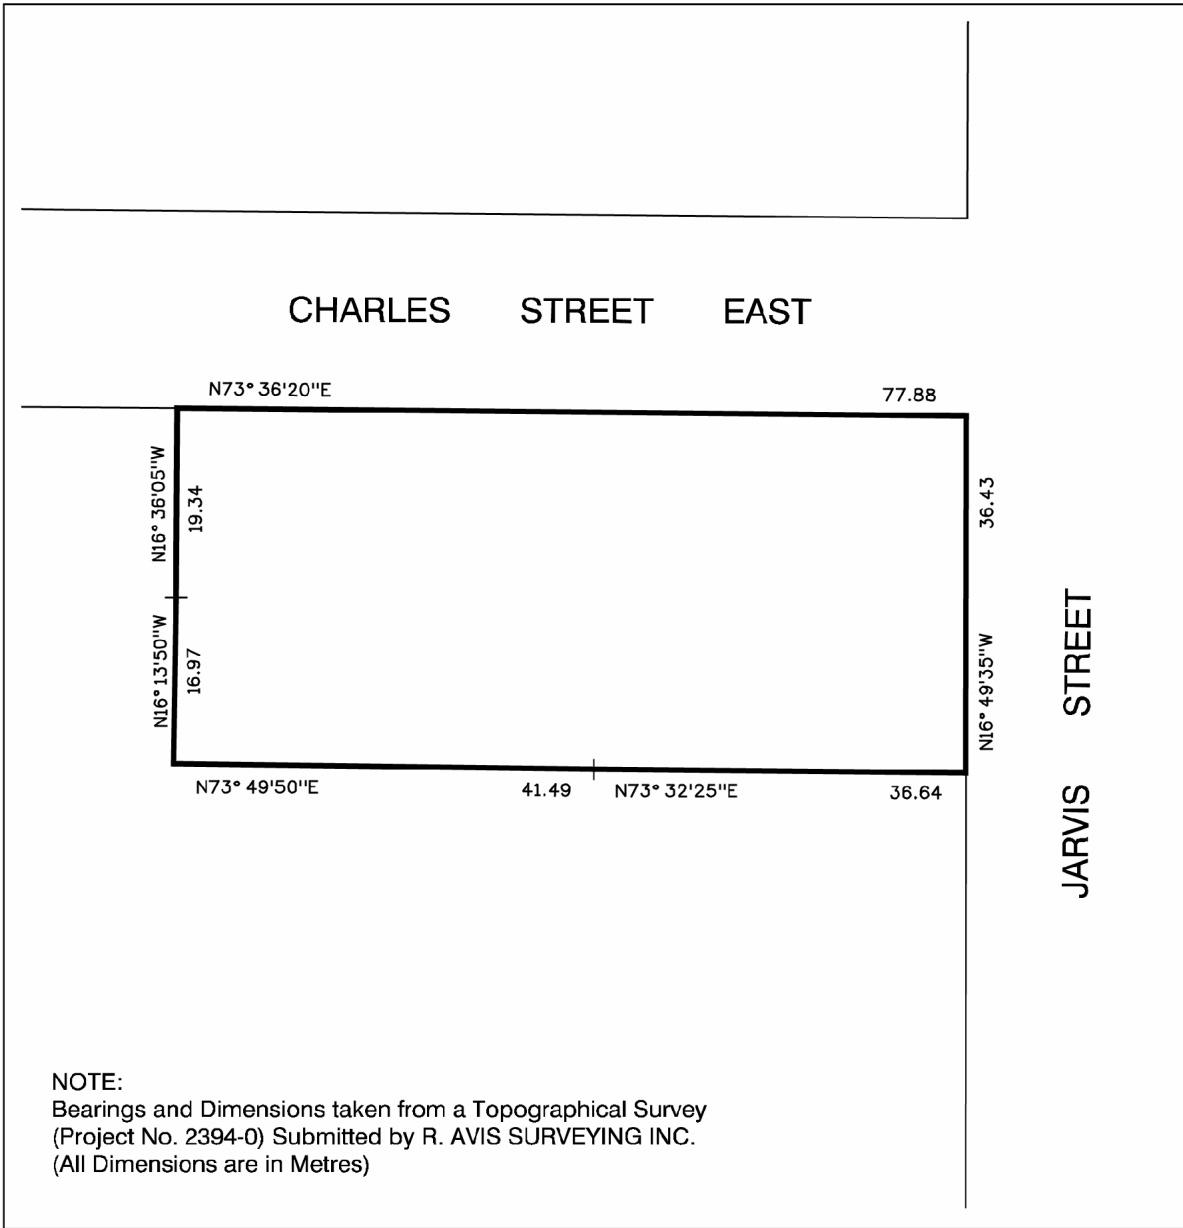 CHARLES STREET EAST
N73° 36'20"E
77.88
N16° 36'05"W
19.34
36.43
N16° 13'50"W
16.97
N16° 49'35"W
JARVIS STREET
N73° 49'50"E
41.49
N73° 32'25"E
36.64
NOTE:
Bearings and Dimensions taken from a Topographical Survey
(Project No. 2394-0) Submitted by R. AVIS SURVEYING INC.
(All Dimensions are in Metres)